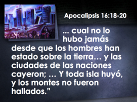 Apocalipsis 16:18-20
... cual no lo
hubo jamás
desde que los hombres han
estado sobre la tierra... y las
ciudades de las naciones
cayeron; ... Y toda isla huyó,
y los montes no fueron
hallados."